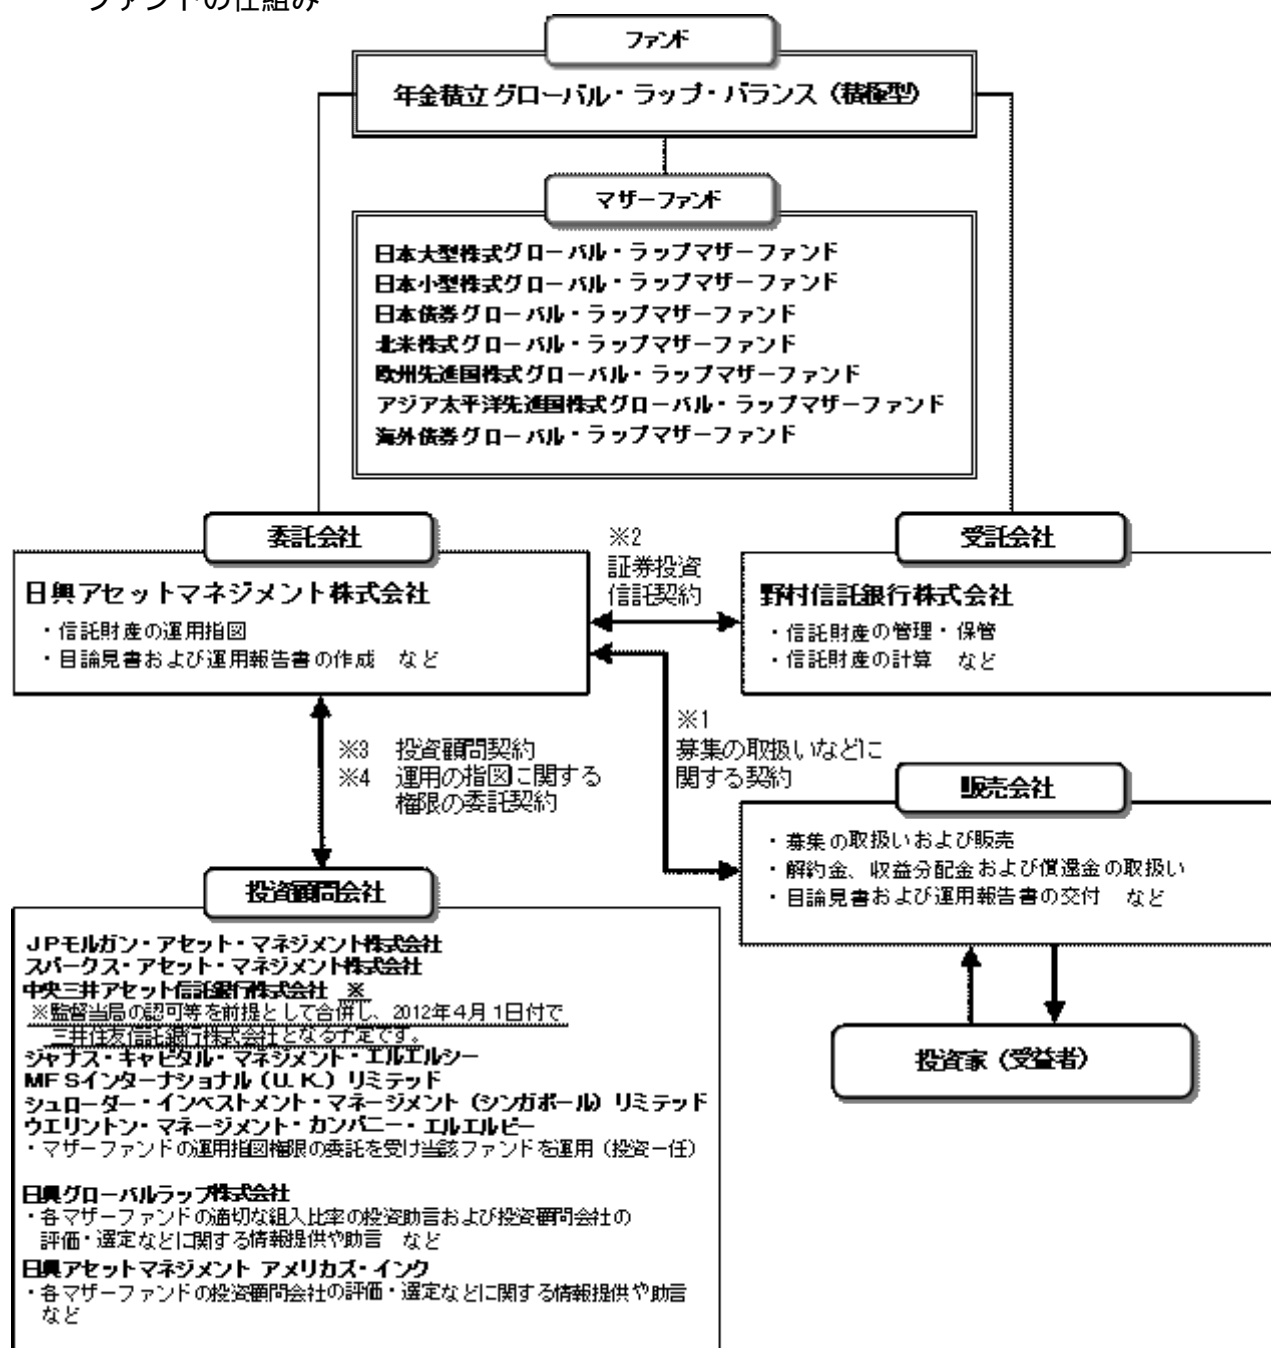 ファンドの仕組み
ファンド
年金積立 グローバル・ラップ・バランス（積極型）
マザーファンド
日本大型株式グローバル・ラップマザーファンド
日本小型株式グローバル・ラップマザーファンド
日本債券グローバル・ラップマザーファンド
北米株式グローバル・ラップマザーファンド
欧州先進国株式グローバル・ラップマザーファンド
アジア太平洋先進国株式グローバル・ラップマザーファンド
海外債券グローバル・ラップマザーファンド
委託会社
日興アセットマネジメント株式会社
・信託財産の運用指図
・目論見書および運用報告書の作成　など
※2
証券投資
信託契約
受託会社
野村信託銀行株式会社
・信託財産の管理・保管
・信託財産の計算　など
※3　投資顧問契約
※4　運用の指図に関する
権限の委託契約
※1
募集の取扱いなどに
関する契約
販売会社
・募集の取扱いおよび販売
・解約金、収益分配金および償還金の取扱い
・目論見書および運用報告書の交付　など
投資家（受益者）
投資顧問会社
ＪＰモルガン・アセット・マネジメント株式会社
スパークス・アセット・マネジメント株式会社
中央三井アセット信託銀行株式会社　※
※監督当局の認可等を前提として合併し、2012年４月１日付で
三井住友信託銀行株式会社となる予定です。
ジャナス・キャピタル・マネジメント・エルエルシー
ＭＦＳインターナショナル（Ｕ.Ｋ.）リミテッド
シュローダー・インベストメント・マネージメント（シンガポール）リミテッド
ウエリントン・マネージメント・カンパニー・エルエルピー
・マザーファンドの運用指図権限の委託を受け当該ファンドを運用（投資一任）
日興グローバルラップ株式会社
・各マザーファンドの適切な組入比率の投資助言および投資顧問会社の
評価・選定などに関する情報提供や助言　など
日興アセットマネジメント アメリカズ・インク
・各マザーファンドの投資顧問会社の評価・選定などに関する情報提供や助言
など